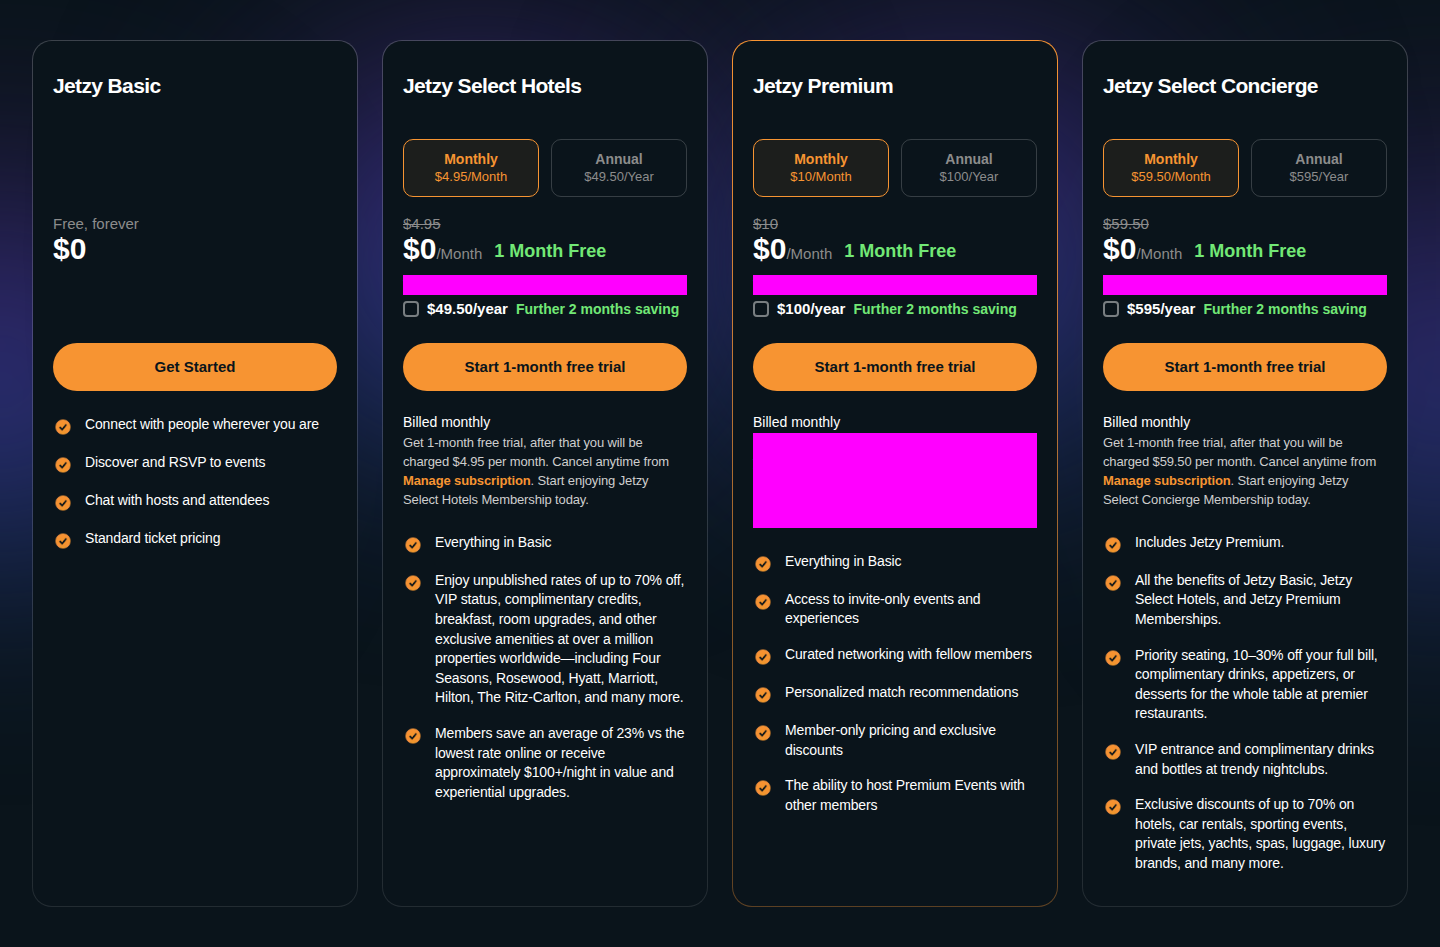 Jetzy Basic
Free, forever
$0
Get Started
Connect with people wherever you are
Discover and RSVP to events
Chat with hosts and attendees
Standard ticket pricing
Jetzy Select Hotels
Monthly
$4.95/Month
Annual
$49.50/Year
$4.95
$0/Month 1 Month Free
$49.50/year Further 2 months saving
Start 1-month free trial
Billed monthly
Get 1-month free trial, after that you will be
charged $4.95 per month. Cancel anytime from
Manage subscription. Start enjoying Jetzy
Select Hotels Membership today.
Everything in Basic
Enjoy unpublished rates of up to 70% off,
VIP status, complimentary credits,
breakfast, room upgrades, and other
exclusive amenities at over a million
properties worldwide—including Four
Seasons, Rosewood, Hyatt, Marriott,
Hilton, The Ritz-Carlton, and many more.
Members save an average of 23% vs the
lowest rate online or receive
approximately $100+/night in value and
experiential upgrades.
Jetzy Premium
Monthly
$10/Month
Annual
$100/Year
$10
$0/Month 1 Month Free
$100/year Further 2 months saving
Start 1-month free trial
Billed monthly
Everything in Basic
Access to invite-only events and
experiences
Curated networking with fellow members
Personalized match recommendations
Member-only pricing and exclusive
discounts
The ability to host Premium Events with
other members
Jetzy Select Concierge
Monthly
$59.50/Month
Annual
$595/Year
$59.50
$0/Month 1 Month Free
$595/year Further 2 months saving
Start 1-month free trial
Billed monthly
Get 1-month free trial, after that you will be
charged $59.50 per month. Cancel anytime from
Manage subscription. Start enjoying Jetzy
Select Concierge Membership today.
Includes Jetzy Premium.
All the benefits of Jetzy Basic, Jetzy
Select Hotels, and Jetzy Premium
Memberships.
Priority seating, 10–30% off your full bill,
complimentary drinks, appetizers, or
desserts for the whole table at premier
restaurants.
VIP entrance and complimentary drinks
and bottles at trendy nightclubs.
Exclusive discounts of up to 70% on
hotels, car rentals, sporting events,
private jets, yachts, spas, luggage, luxury
brands, and many more.